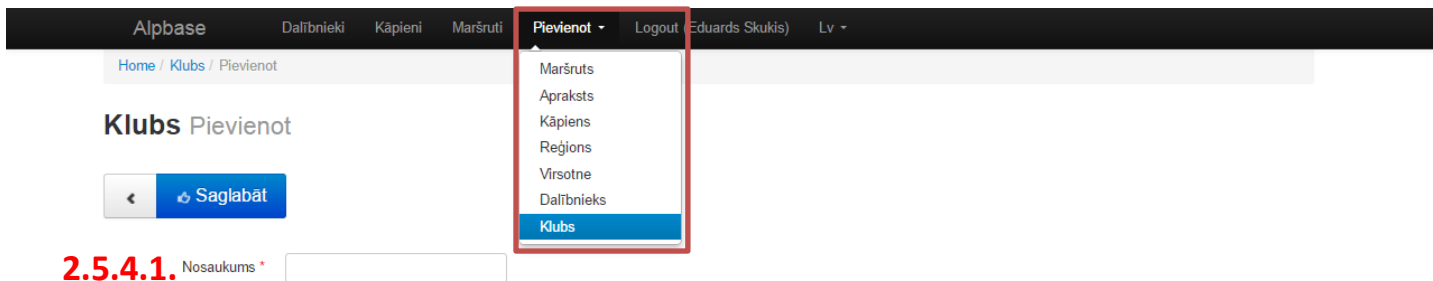 Alpbase Dalībnieki Kāpieni Maršruti Pievienot Logout (Eduards Skukis) Lv
Home / Klubs / Pievienot
Maršruts
Apraksts
Kāpiens
Reģions
Virsotne
Dalībnieks
Klubs
Klubs Pievienot
Saglabāt
2.5.4.1. Nosaukums *